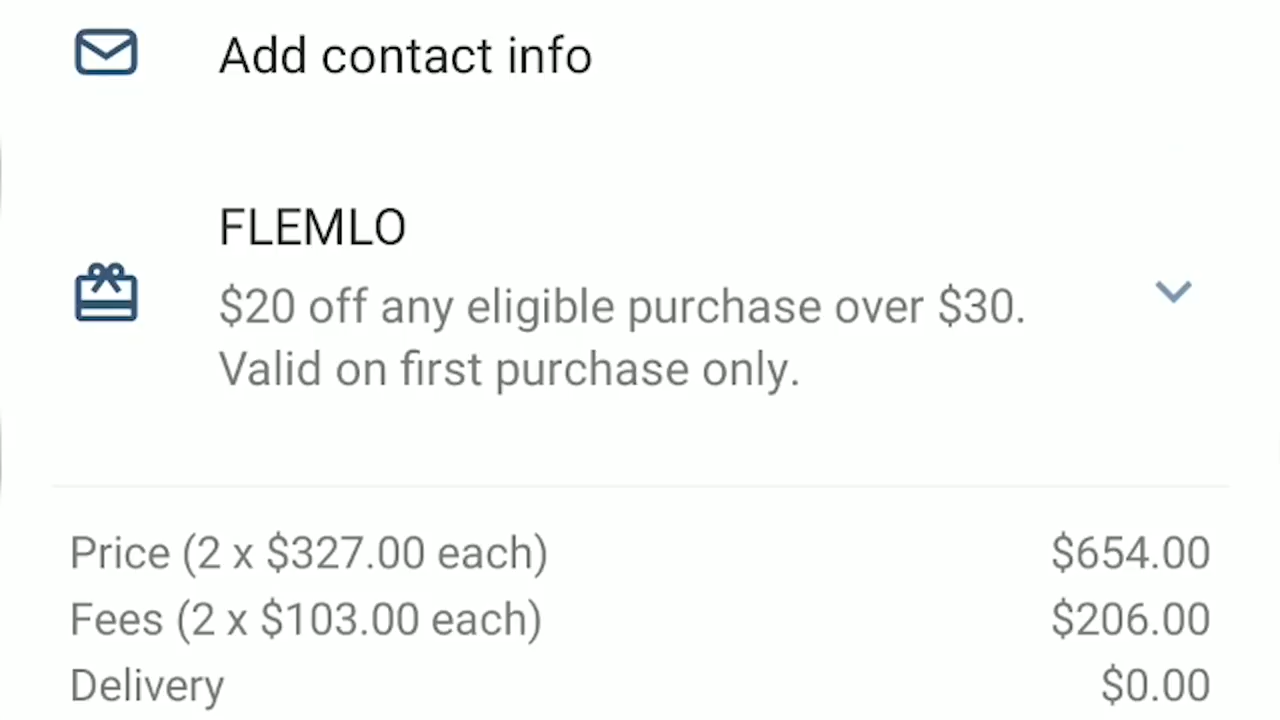 Add contact info
FLEMLO
$20 off any eligible purchase over $30.
Valid on first purchase only.
Price (2 x $327.00 each) $654.00
Fees (2 x $103.00 each) $206.00
Delivery $0.00